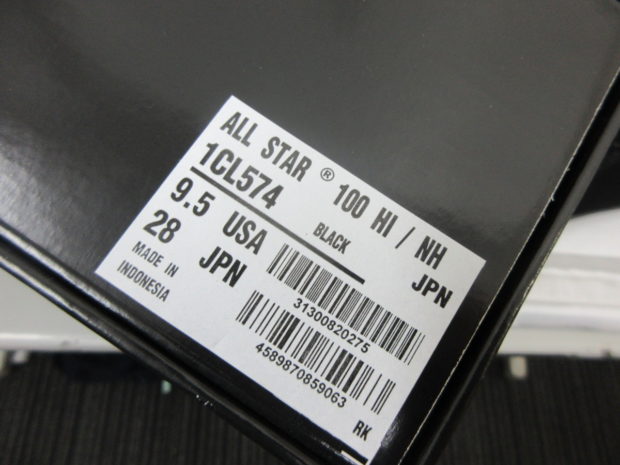 ALL STAR ® 100 HI / NH
1CL574 BLACK JPN
9.5 USA
28 JPN
MADE IN
INDONESIA
31300820275
4589870859063
RK